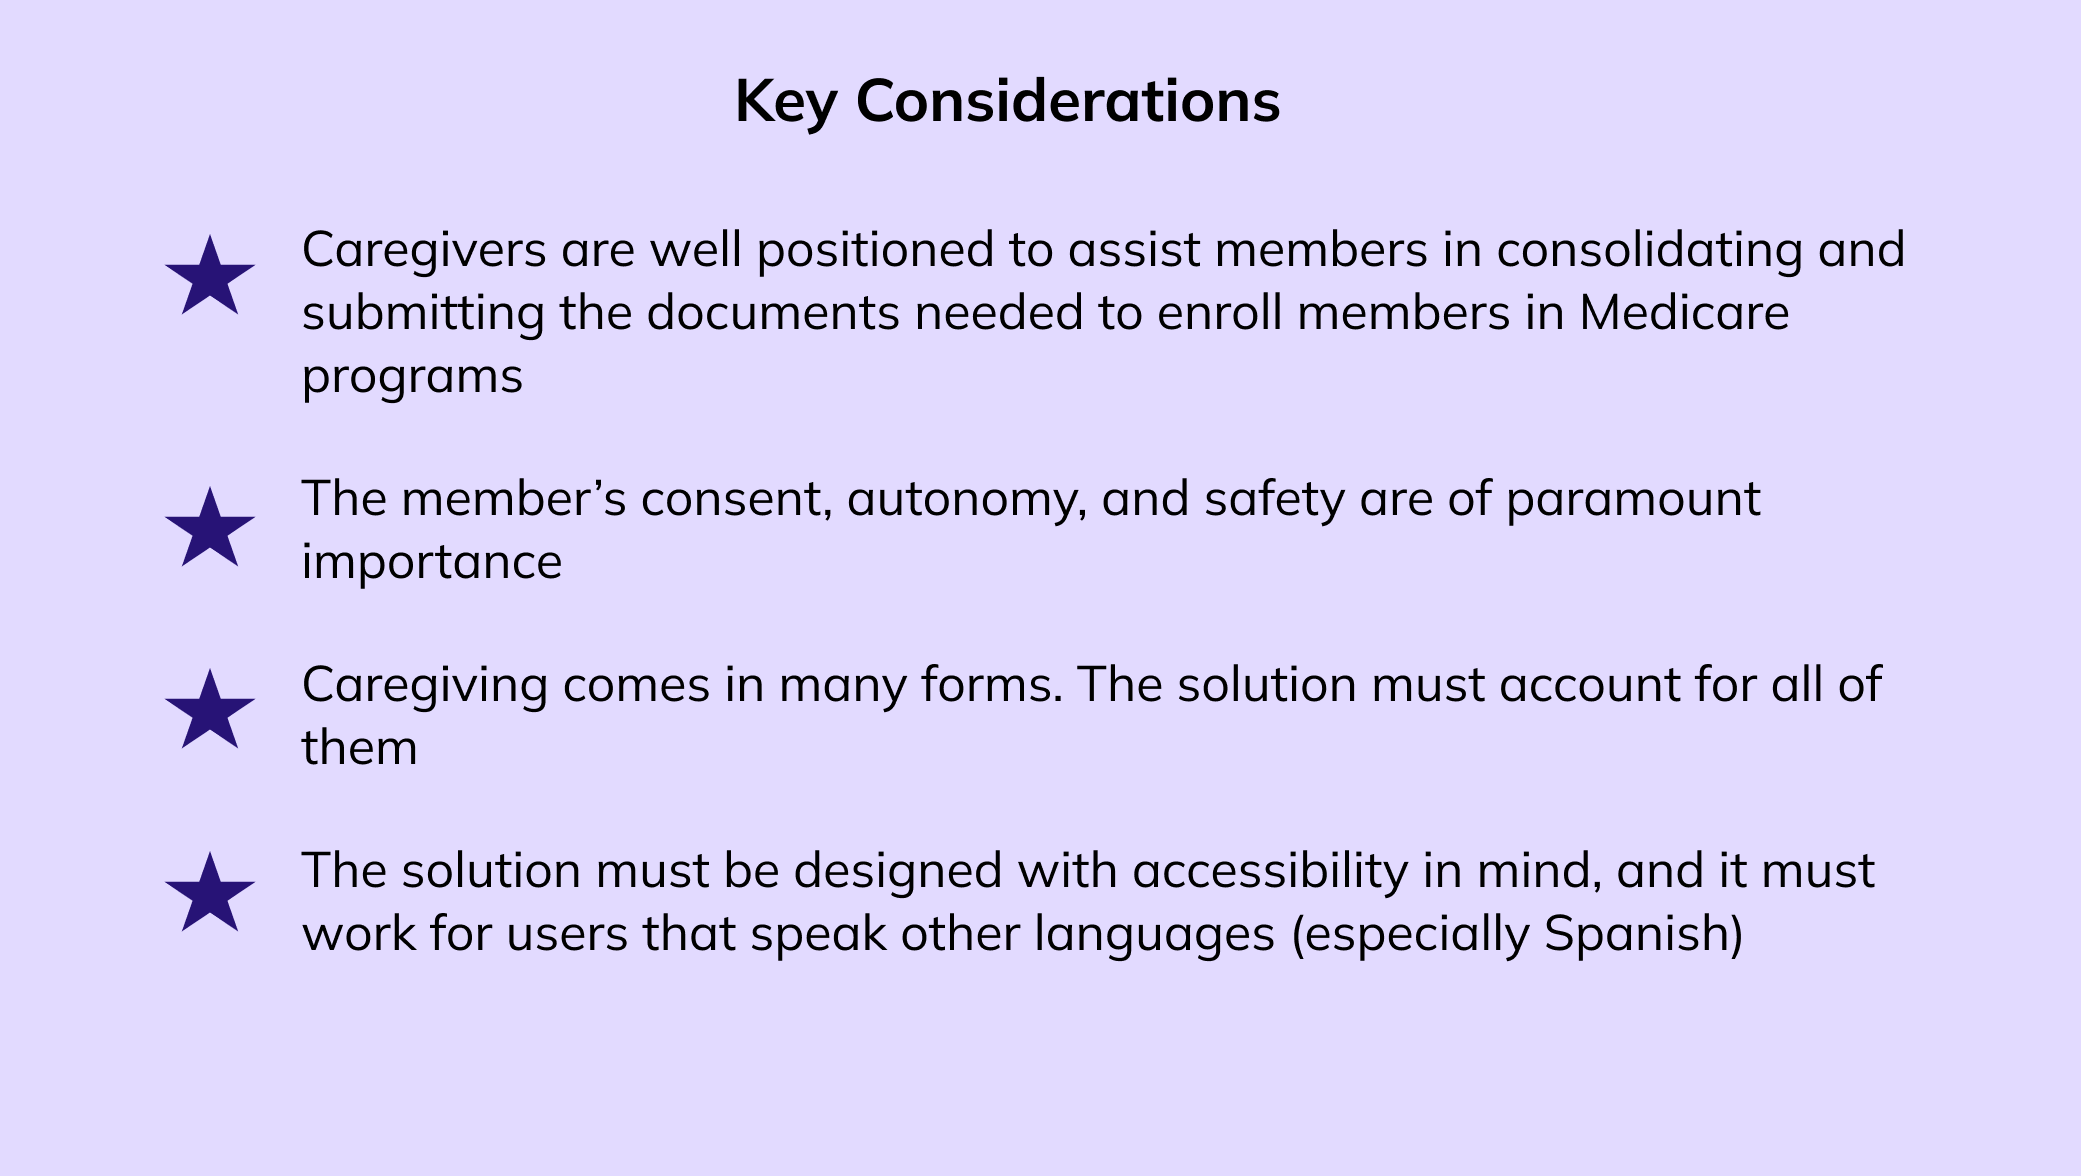 Key Considerations
Caregivers are well positioned to assist members in consolidating and
submitting the documents needed to enroll members in Medicare
programs
The member’s consent, autonomy, and safety are of paramount
importance
Caregiving comes in many forms. The solution must account for all of
them
The solution must be designed with accessibility in mind, and it must
work for users that speak other languages (especially Spanish)